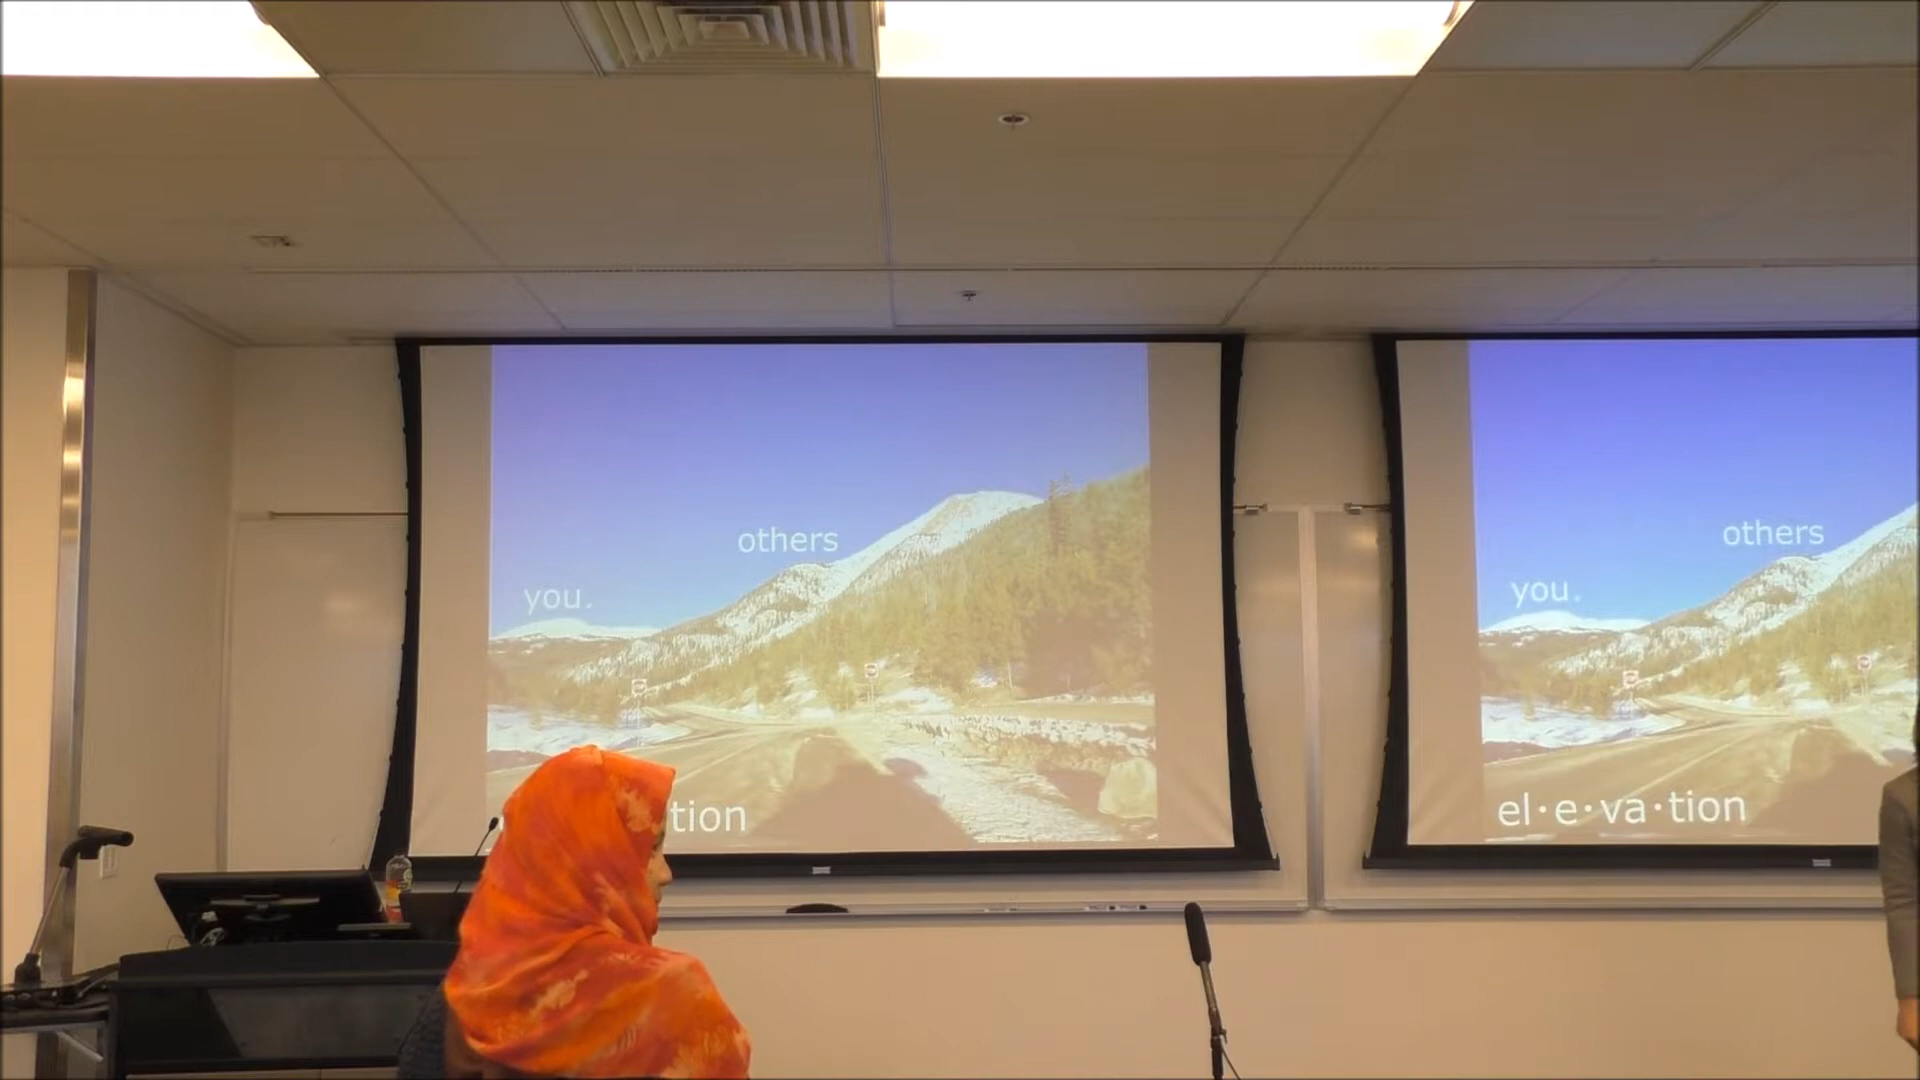 others
you.
tion
others
you.
el·e·va·tion